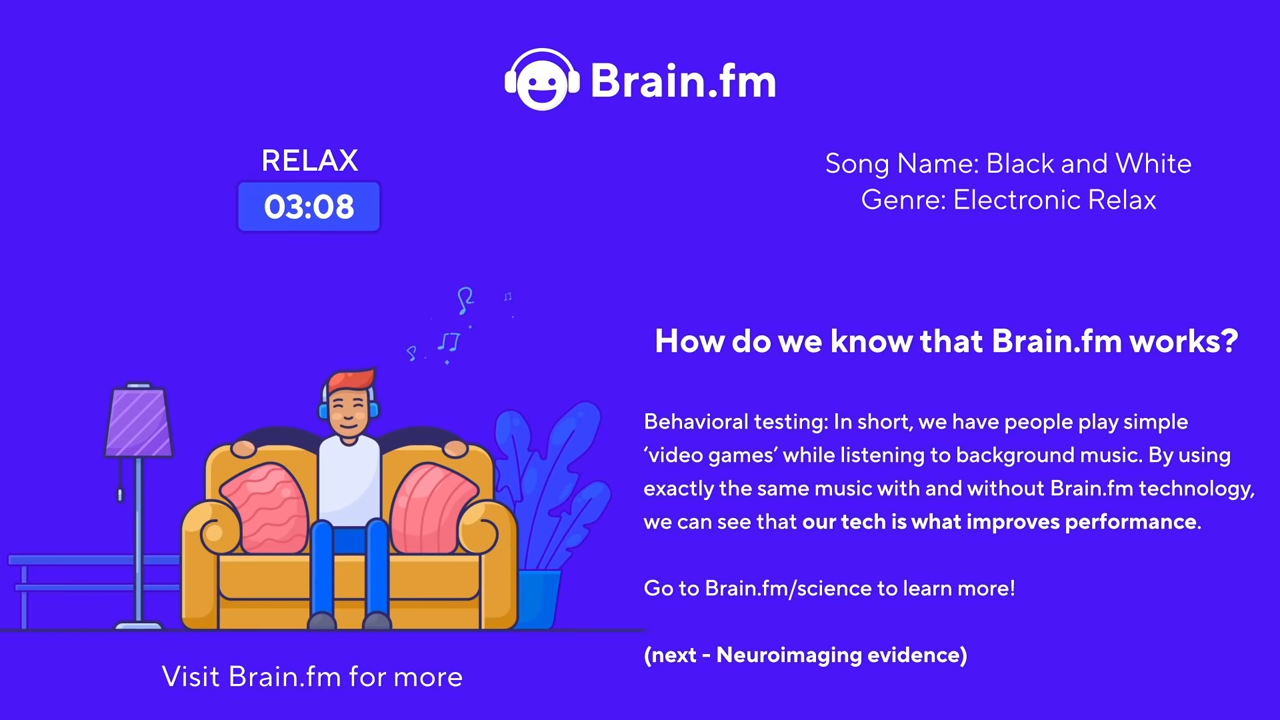 Brain.fm
RELAX
03:08
Song Name: Black and White
Genre: Electronic Relax
How do we know that Brain.fm works?
Behavioral testing: In short, we have people play simple
‘video games’ while listening to background music. By using
exactly the same music with and without Brain.fm technology,
we can see that our tech is what improves performance.
Go to Brain.fm/science to learn more!
(next - Neuroimaging evidence)
Visit Brain.fm for more